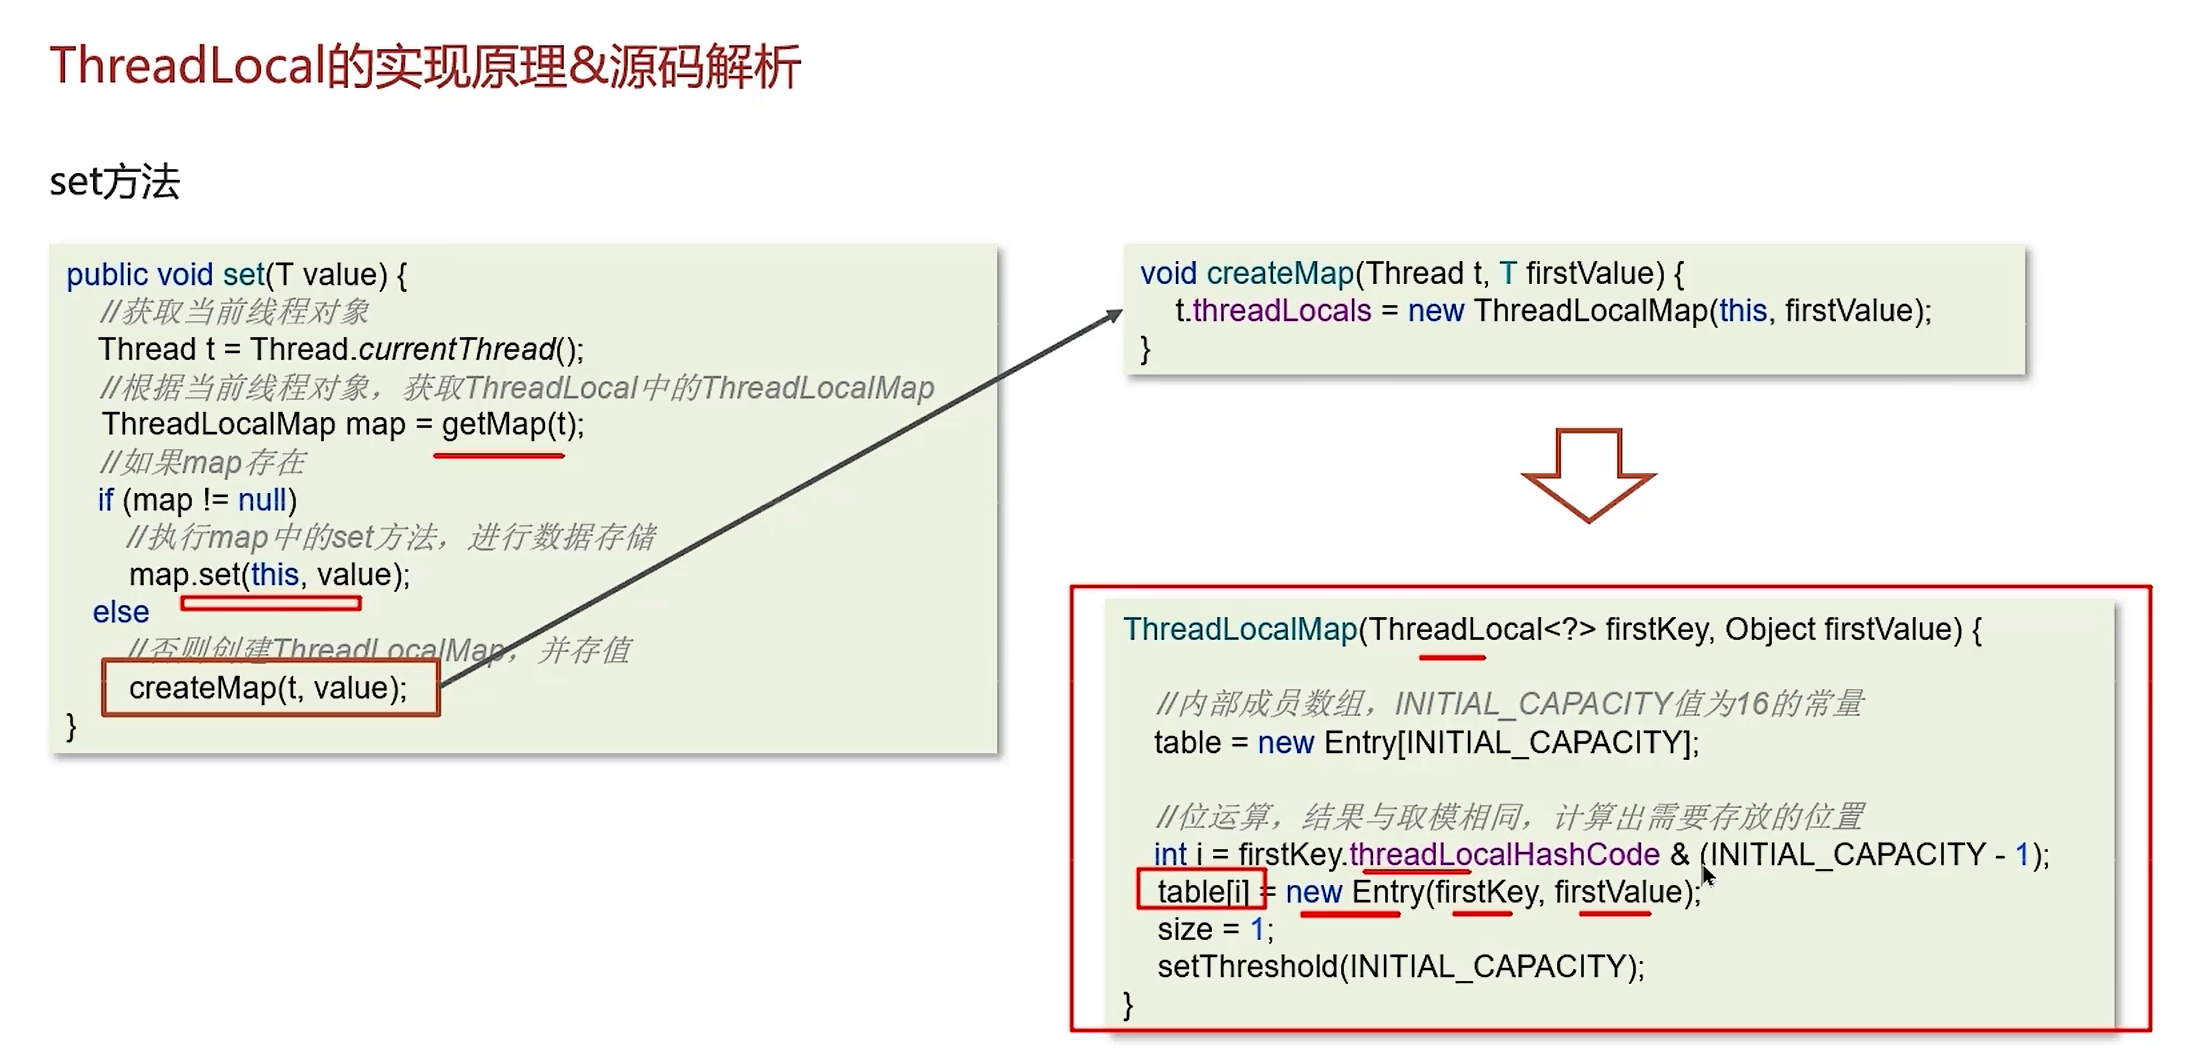 ThreadLocal的实现原理&源码解析
set方法
public void set(T value) {
//获取当前线程对象
Thread t = Thread.currentThread();
//根据当前线程对象，获取ThreadLocal中的ThreadLocalMap
ThreadLocalMap map = getMap(t);
//如果map存在
if (map != null)
//执行map中的set方法，进行数据存储
map.set(this, value);
else
//否则创建ThreadLocalMap，并存值
createMap(t, value);
}
void createMap(Thread t, T firstValue) {
t.threadLocals = new ThreadLocalMap(this, firstValue);
}
ThreadLocalMap(ThreadLocal<?> firstKey, Object firstValue) {
//内部成员数组，INITIAL_CAPACITY值为16的常量
table = new Entry[INITIAL_CAPACITY];
//位运算，结果与取模相同，计算出需要存放的位置
int i = firstKey.threadLocalHashCode & (INITIAL_CAPACITY - 1);
table[i] = new Entry(firstKey, firstValue);
size = 1;
setThreshold(INITIAL_CAPACITY);
}